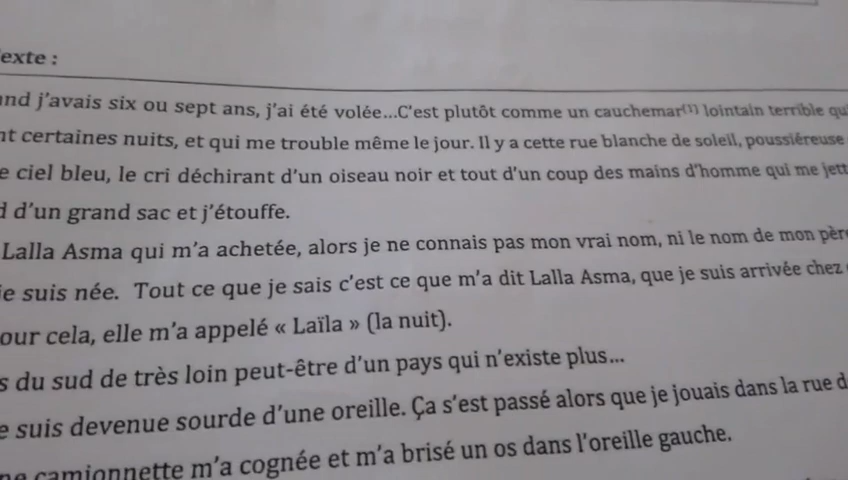 exte :
nd j'avais six ou sept ans, j'ai été volée...C'est plutôt comme un cauchemar(1) lointain terrible qu
nt certaines nuits, et qui me trouble même le jour. Il y a cette rue blanche de soleil, poussiéreuse
e ciel bleu, le cri déchirant d'un oiseau noir et tout d'un coup des mains d'homme qui me jett
d d'un grand sac et j'étouffe.
Lalla Asma qui m'a achetée, alors je ne connais pas mon vrai nom, ni le nom de mon père
je suis née. Tout ce que je sais c'est ce que m'a dit Lalla Asma, que je suis arrivée chez
our cela, elle m'a appelé « Laïla » (la nuit).
s du sud de très loin peut-être d'un pays qui n'existe plus...
e suis devenue sourde d'une oreille. Ça s'est passé alors que je jouais dans la rue d
ne camionnette m'a cognée et m'a brisé un os dans l'oreille gauche.